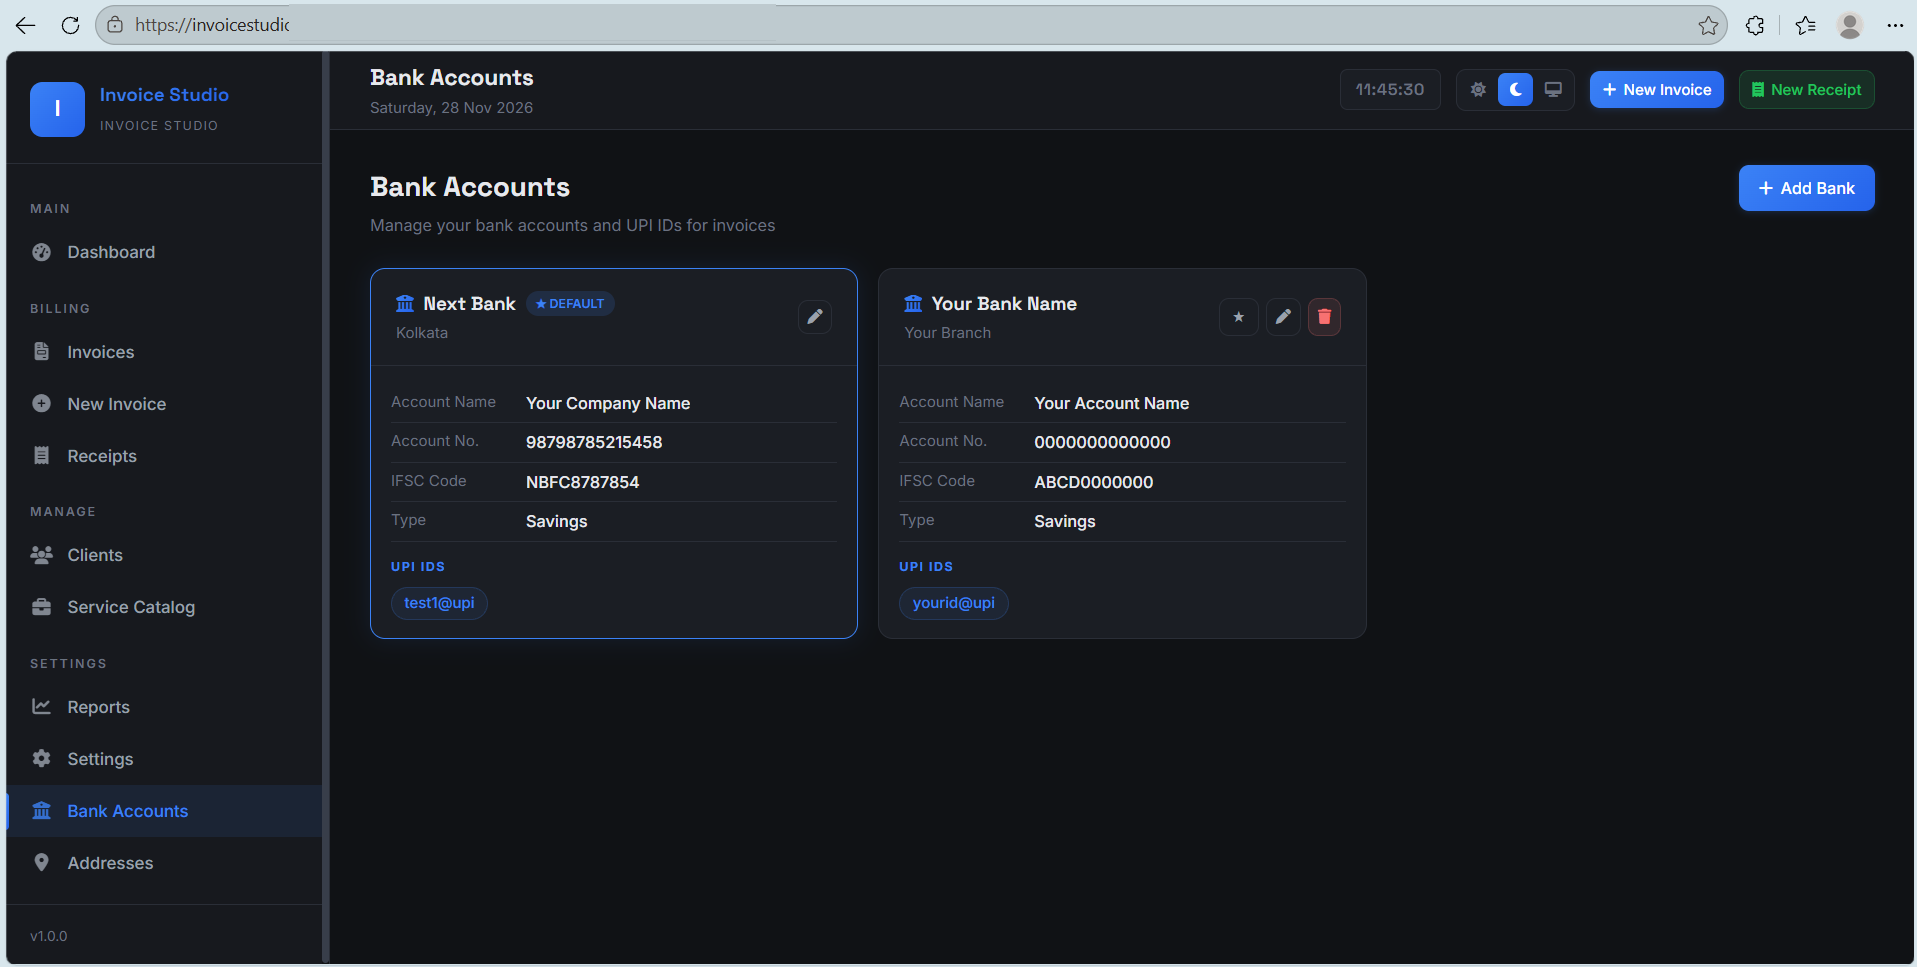 https://invoicestudio
I
Invoice Studio
INVOICE STUDIO
MAIN
Dashboard
BILLING
Invoices
New Invoice
Receipts
MANAGE
Clients
Service Catalog
SETTINGS
Reports
Settings
Bank Accounts
Addresses
v1.0.0
Bank Accounts
Saturday, 28 Nov 2026
11:45:30
+ New Invoice
New Receipt
Bank Accounts
Manage your bank accounts and UPI IDs for invoices
+ Add Bank
Next Bank ★ DEFAULT
Kolkata
Account Name Your Company Name
Account No. 98798785215458
IFSC Code NBFC8787854
Type Savings
UPI IDS
test1@upi
Your Bank Name
Your Branch
Account Name Your Account Name
Account No. 0000000000000
IFSC Code ABCD0000000
Type Savings
UPI IDS
yourid@upi